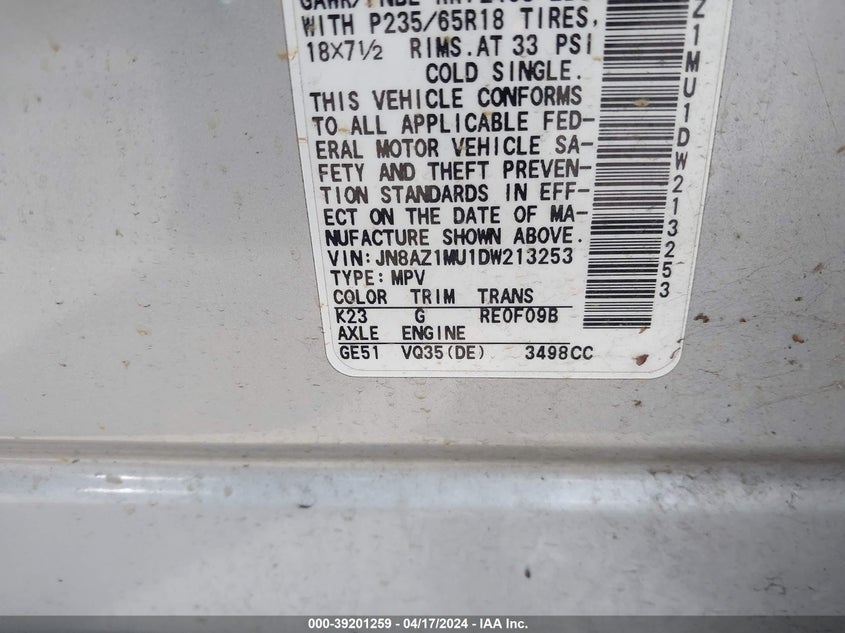 WITH P235/65R18 TIRES,
18X7½ RIMS.AT 33 PSI
COLD SINGLE.
THIS VEHICLE CONFORMS
TO ALL APPLICABLE FED-
ERAL MOTOR VEHICLE SA-
FETY AND THEFT PREVEN-
TION STANDARDS IN EFF-
ECT ON THE DATE OF MA-
NUFACTURE SHOWN ABOVE.
VIN:JN8AZ1MU1DW213253
TYPE:MPV
COLOR TRIM TRANS
K23 G RE0F09B
AXLE ENGINE
GE51 VQ35(DE) 3498CC
Z1MU1DW213253
000-39201259 - 04/17/2024 - IAA Inc.